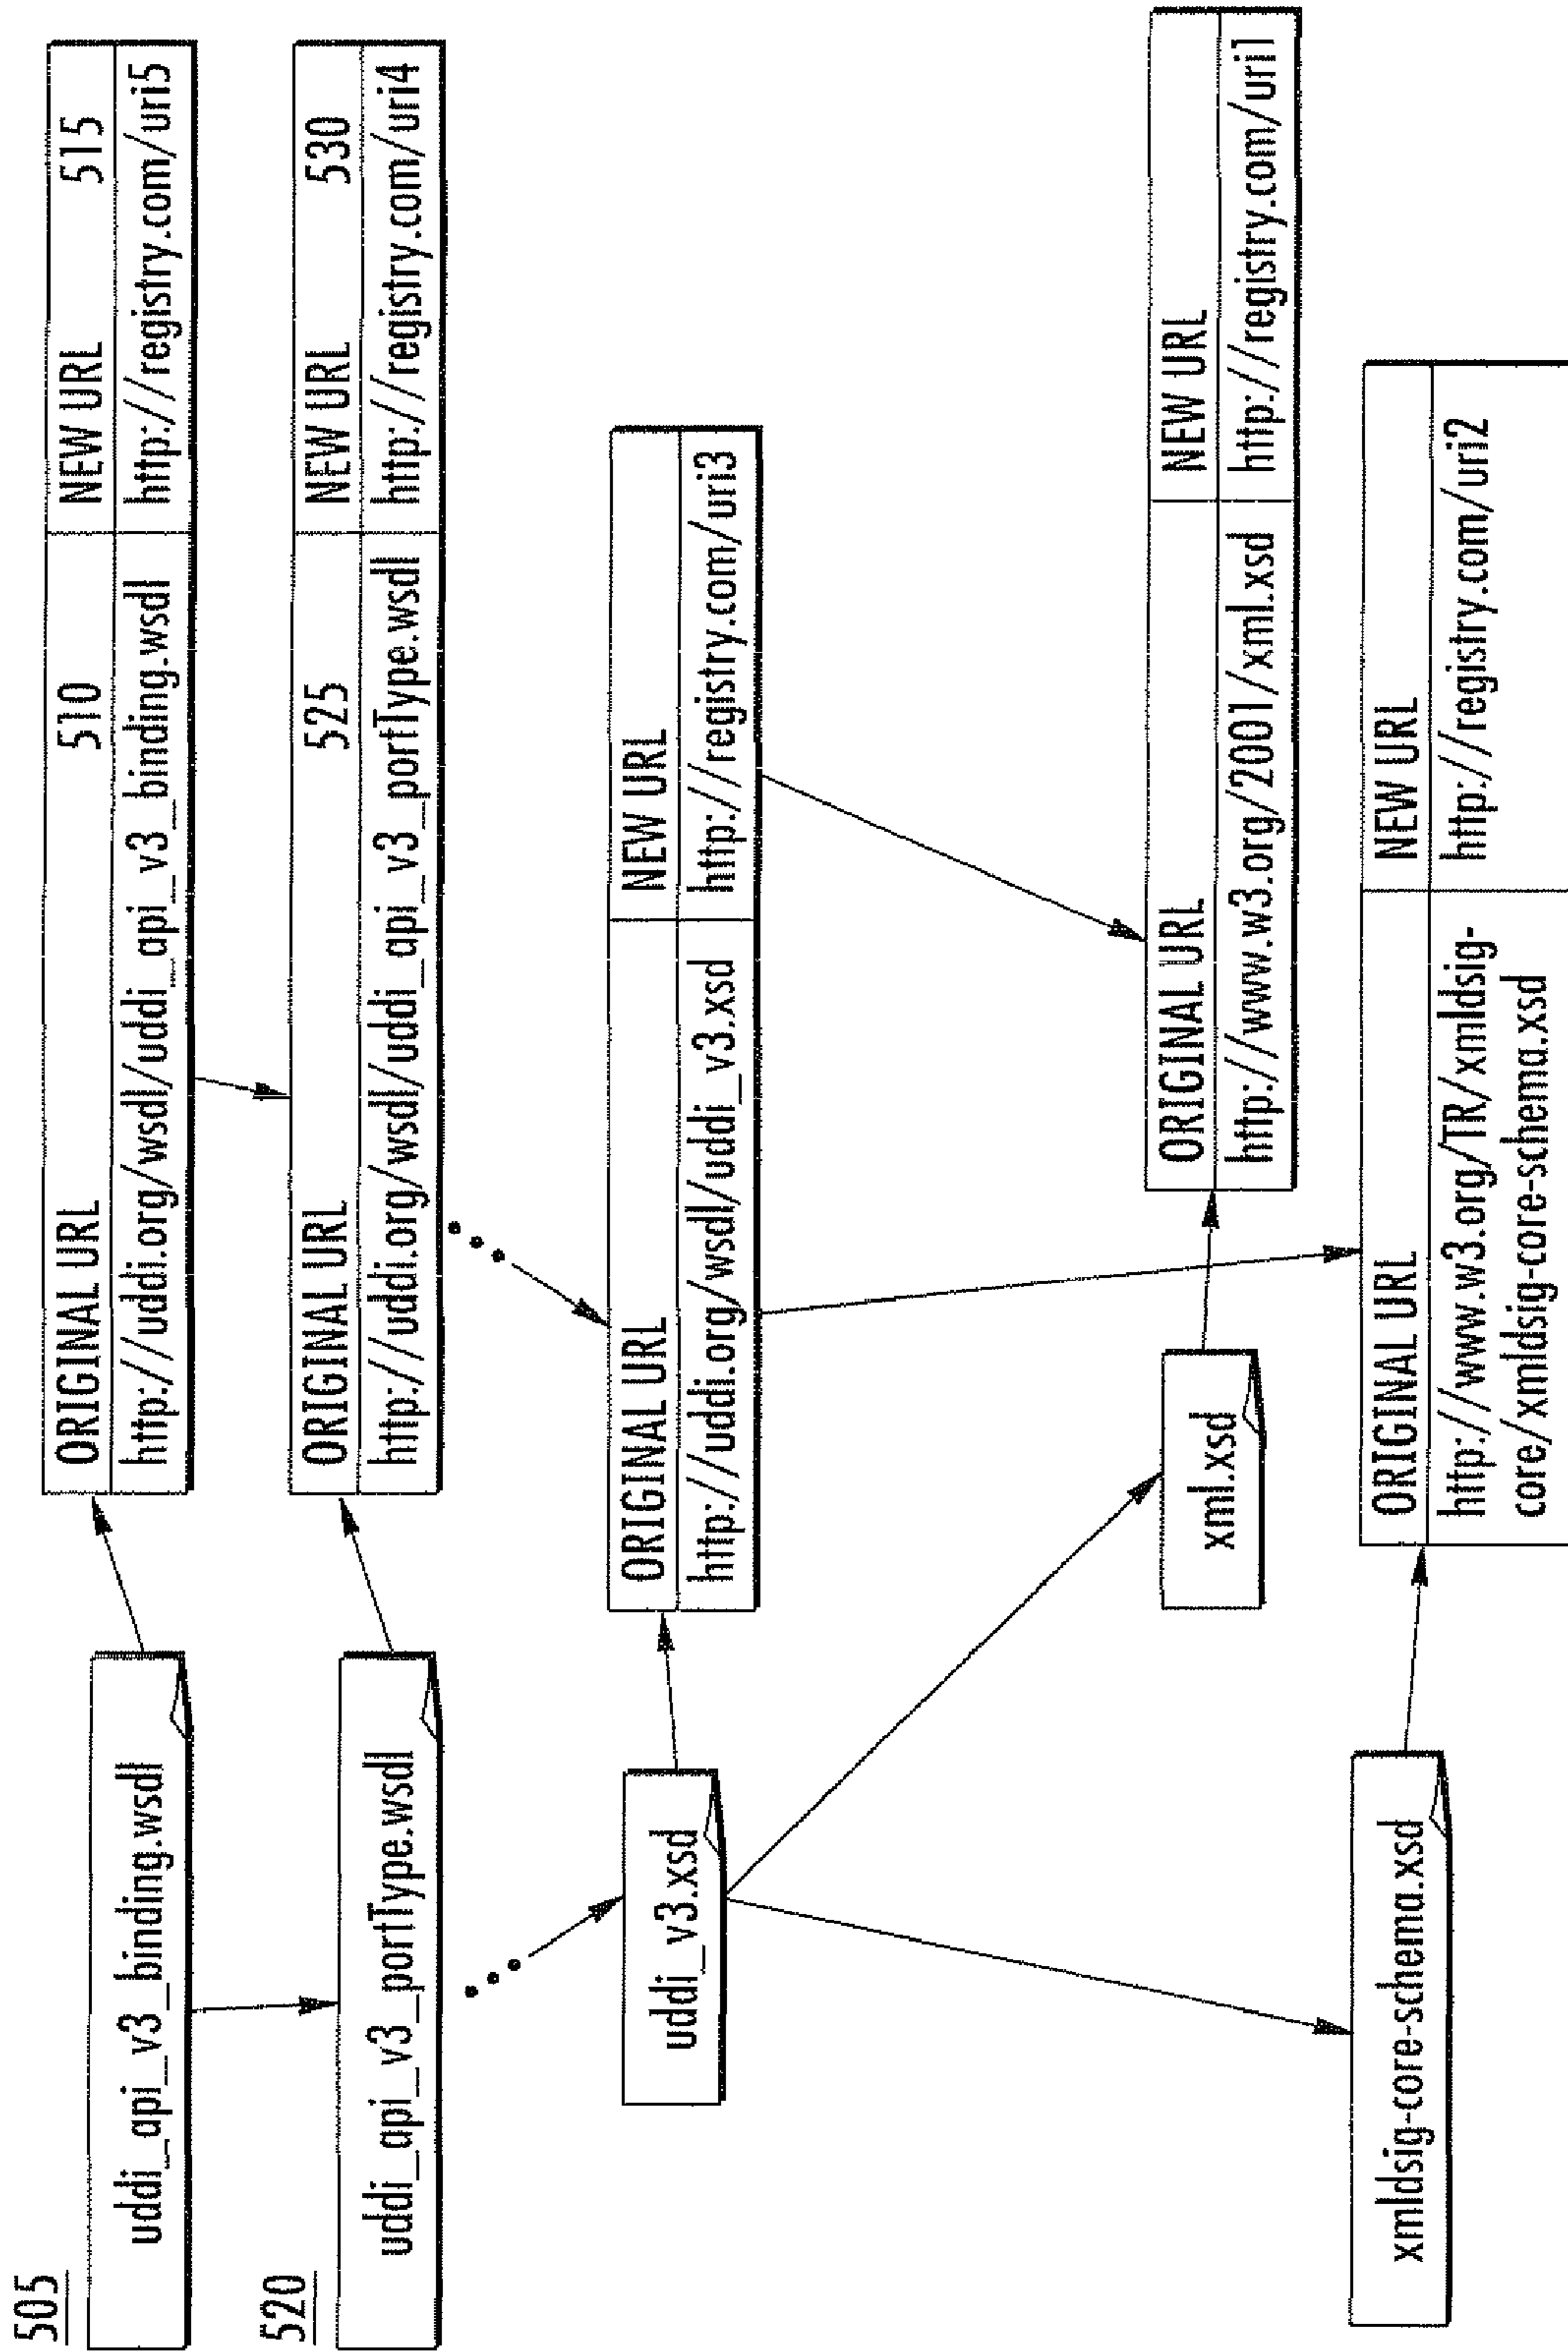 505
uddi_api_v3_binding.wsdl
ORIGINAL URL 510 NEW URL 515
http://uddi.org/wsdl/uddi_api_v3_binding.wsdl http://registry.com/uri5
520
uddi_api_v3_portType.wsdl
ORIGINAL URL 525 NEW URL 530
http://uddi.org/wsdl/uddi_api_v3_portType.wsdl http://registry.com/uri4
uddi_v3.xsd
ORIGINAL URL NEW URL
http://uddi.org/wsdl/uddi_v3.xsd http://registry.com/uri3
xml.xsd
ORIGINAL URL NEW URL
http://www.w3.org/2001/xml.xsd http://registry.com/uri1
xmldsig-core-schema.xsd
ORIGINAL URL NEW URL
http://www.w3.org/TR/xmldsig- http://registry.com/uri2
core/xmldsig-core-schema.xsd